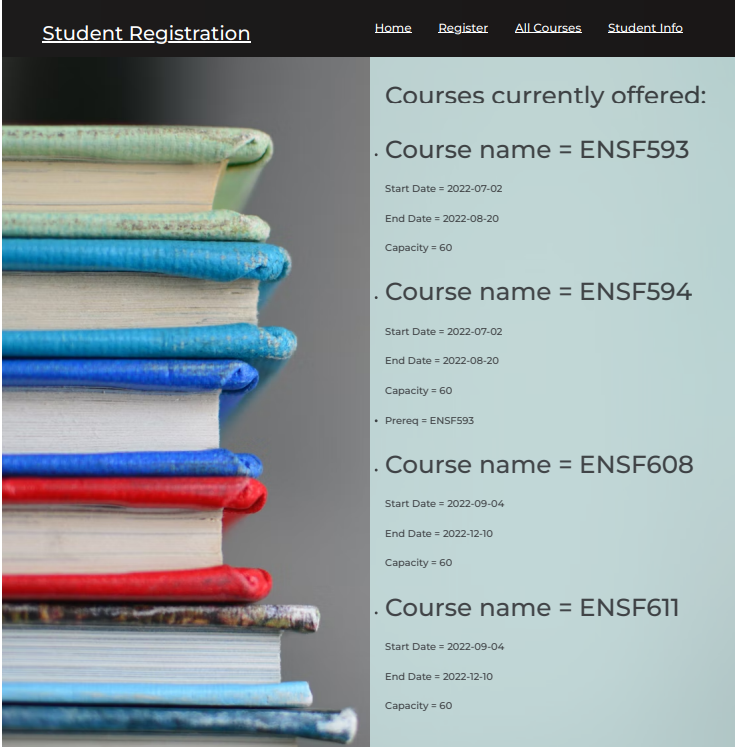 Student Registration
Home Register All Courses Student Info
Courses currently offered:
Course name = ENSF593
Start Date = 2022-07-02
End Date = 2022-08-20
Capacity = 60
Course name = ENSF594
Start Date = 2022-07-02
End Date = 2022-08-20
Capacity = 60
Prereq = ENSF593
Course name = ENSF608
Start Date = 2022-09-04
End Date = 2022-12-10
Capacity = 60
Course name = ENSF611
Start Date = 2022-09-04
End Date = 2022-12-10
Capacity = 60